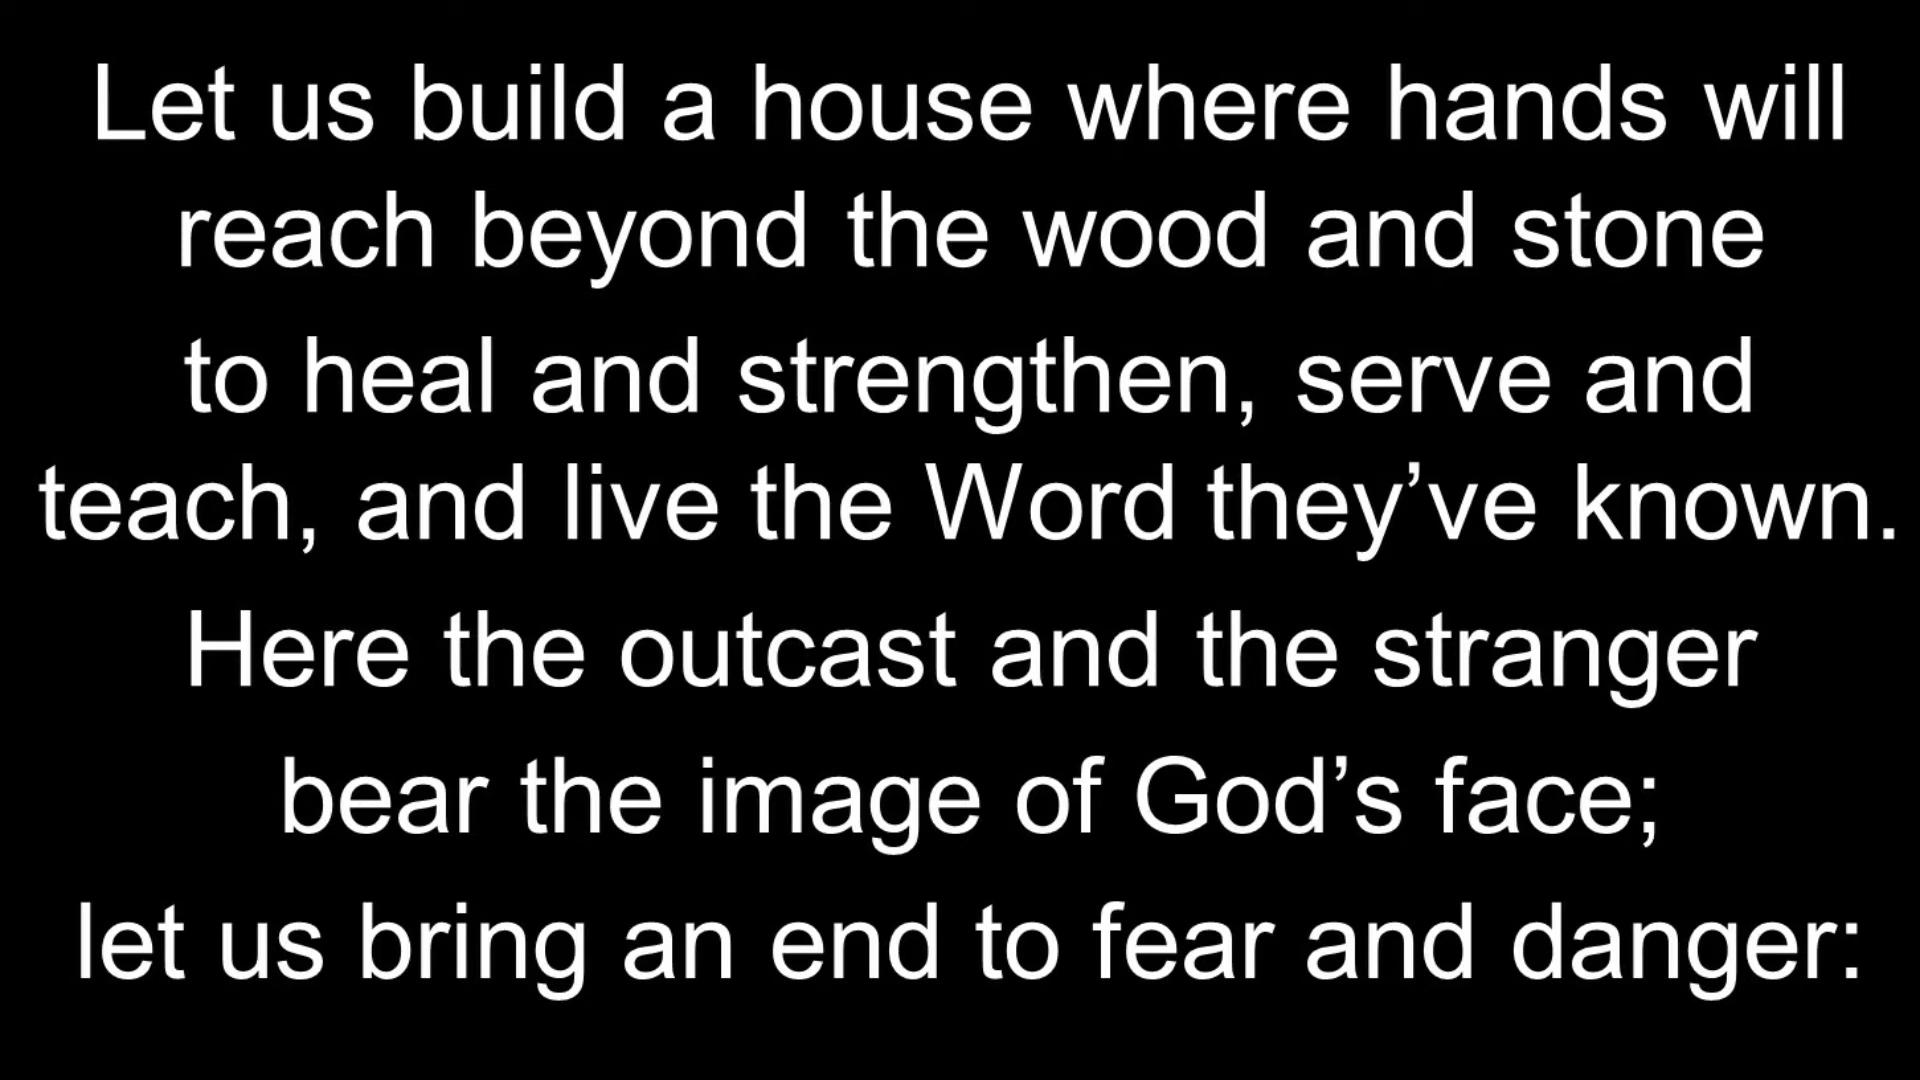 Let us build a house where hands will
reach beyond the wood and stone
to heal and strengthen, serve and
teach, and live the Word they’ve known.
Here the outcast and the stranger
bear the image of God’s face;
let us bring an end to fear and danger: